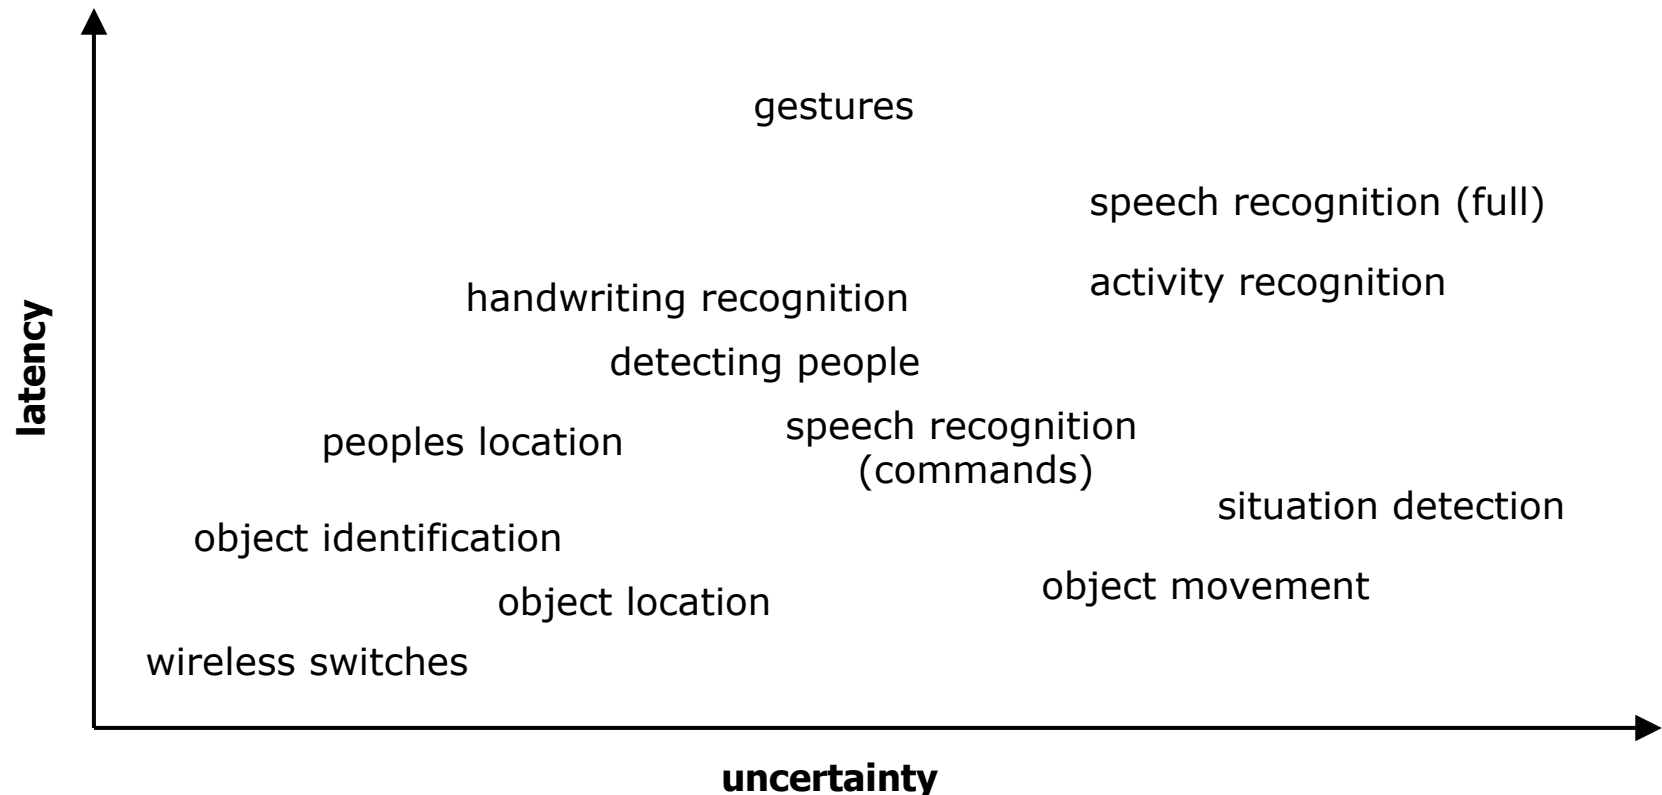 gestures
speech recognition (full)
activity recognition
handwriting recognition
detecting people
speech recognition
(commands)
peoples location
situation detection
object identification
object movement
object location
wireless switches
latency
uncertainty